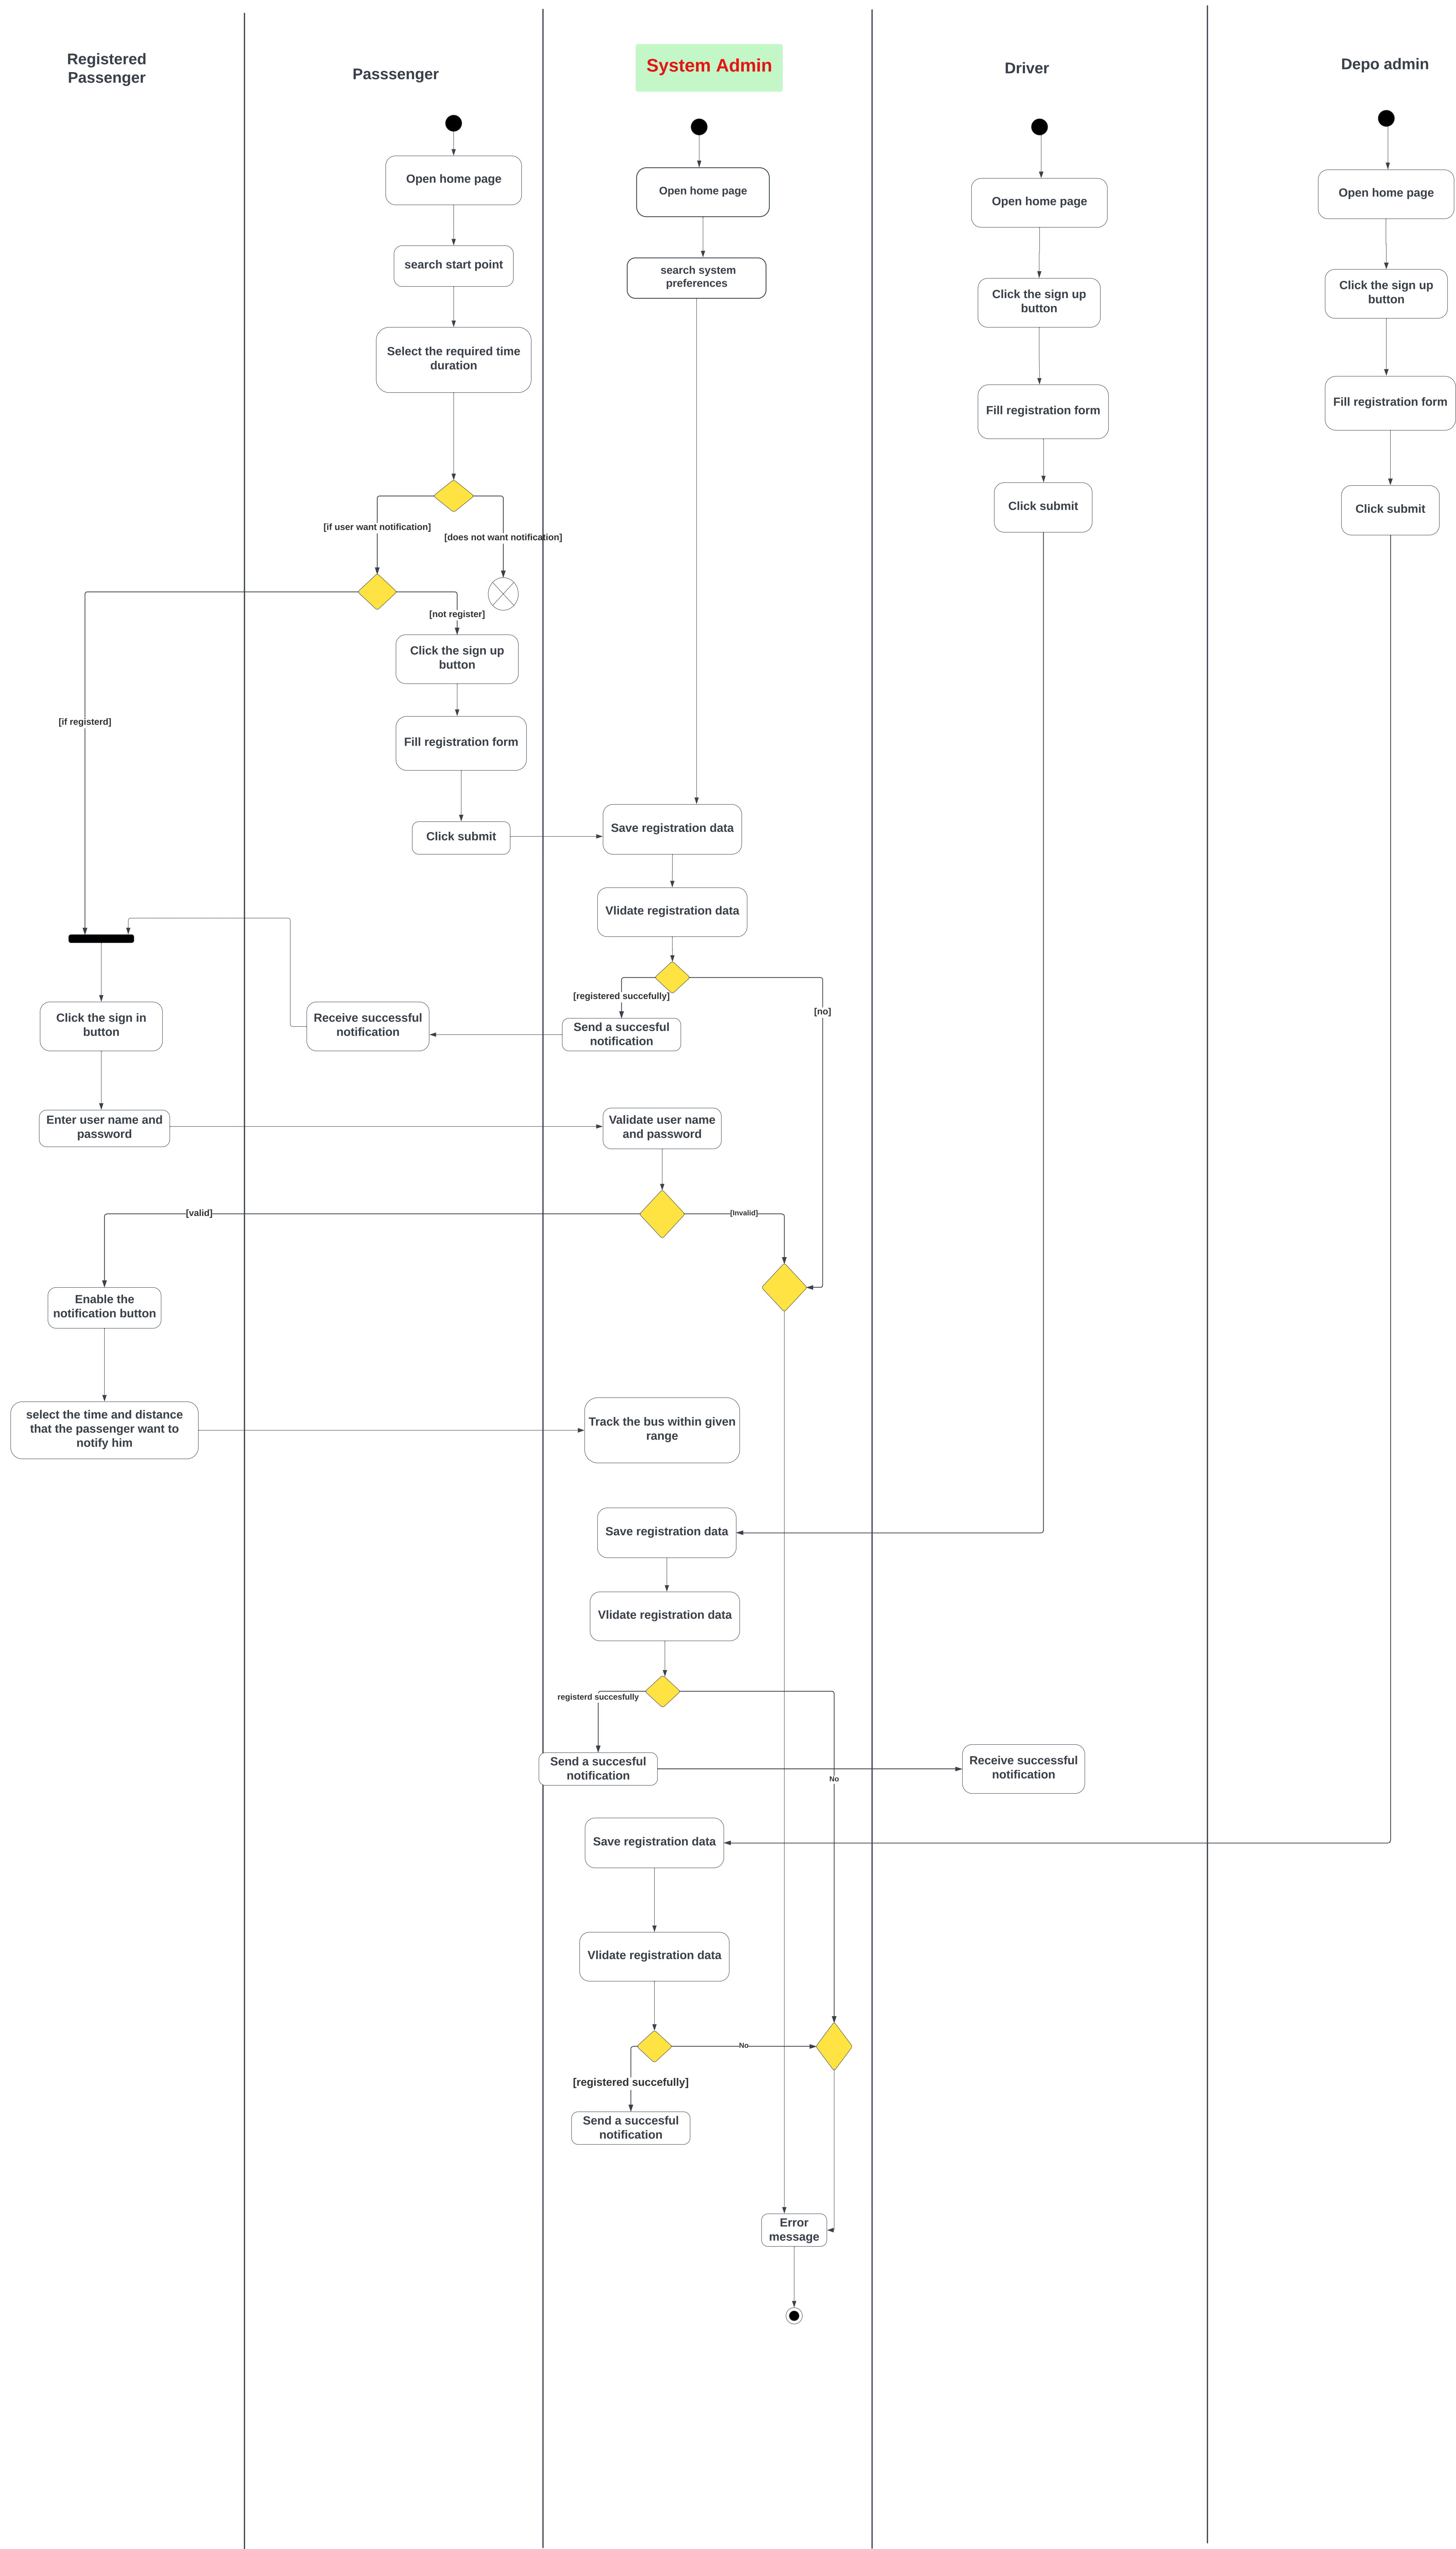 Registered
Passenger
Passsenger
System Admin
Driver
Depo admin
Open home page
search start point
Select the required time
duration
[if user want notification]
[does not want notification]
[not register]
[if registerd]
Click the sign up
button
Fill registration form
Click submit
Open home page
search system
preferences
Open home page
Click the sign up
button
Fill registration form
Click submit
Open home page
Click the sign up
button
Fill registration form
Click submit
Save registration data
Vlidate registration data
[registered succefully]
[no]
Send a succesful
notification
Receive successful
notification
Click the sign in
button
Enter user name and
password
Validate user name
and password
[valid]
[Invalid]
Enable the
notification button
select the time and distance
that the passenger want to
notify him
Track the bus within given
range
Save registration data
Vlidate registration data
registerd succesfully
Send a succesful
notification
No
Receive successful
notification
Save registration data
Vlidate registration data
No
[registered succefully]
Send a succesful
notification
Error
message